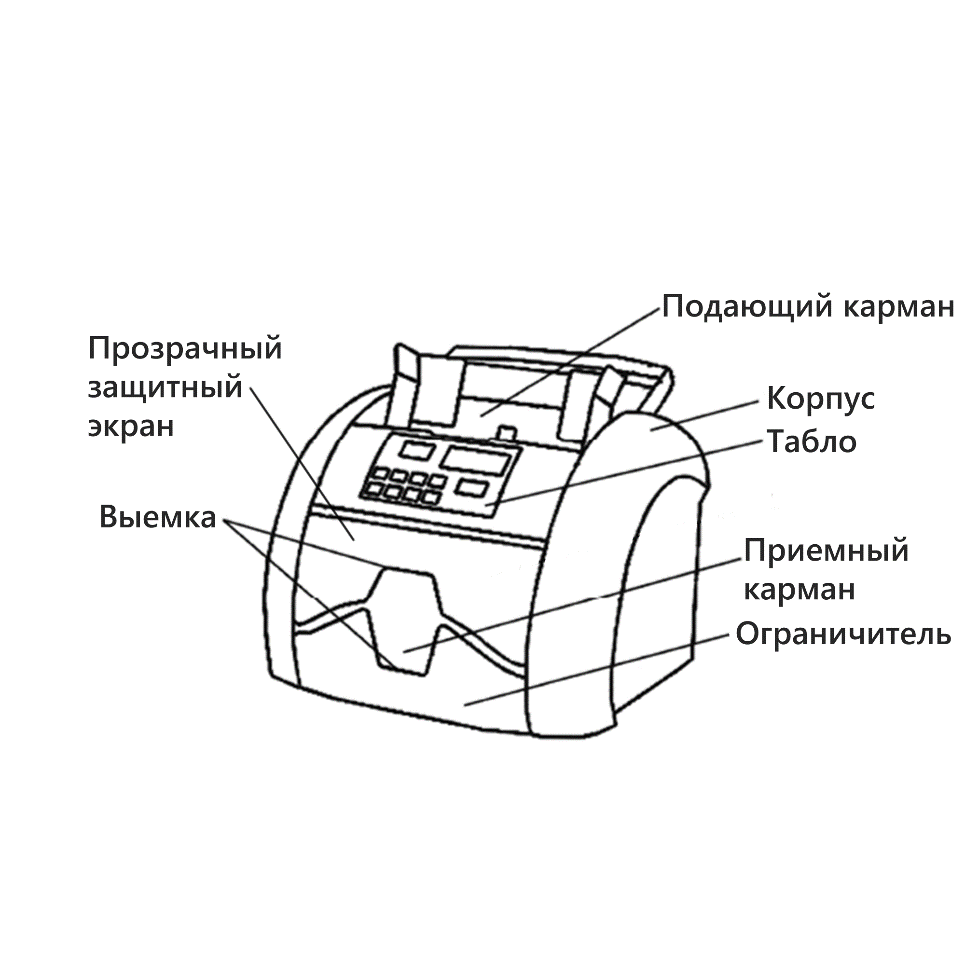 Подающий карман
Прозрачный
защитный
экран
Корпус
Табло
Выемка
Приемный
карман
Ограничитель